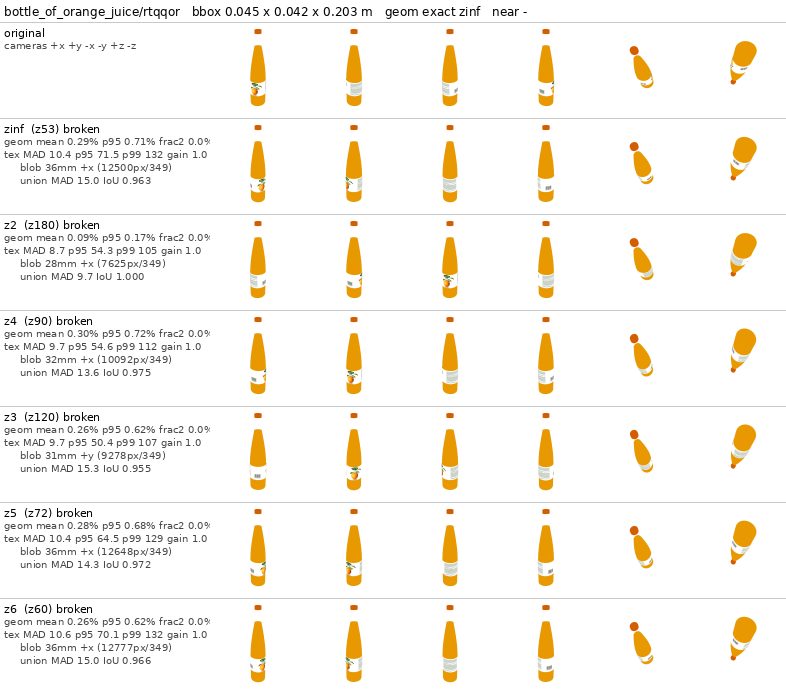 bottle_of_orange_juice/rtqqor bbox 0.045 x 0.042 x 0.203 m geom exact zinf near -
original
cameras +x +y -x -y +z -z
zinf (z53) broken
geom mean 0.29% p95 0.71% frac2 0.0%
tex MAD 10.4 p95 71.5 p99 132 gain 1.0
blob 36mm +x (12500px/349)
union MAD 15.0 IoU 0.963
z2 (z180) broken
geom mean 0.09% p95 0.17% frac2 0.0%
tex MAD 8.7 p95 54.3 p99 105 gain 1.0
blob 28mm +x (7625px/349)
union MAD 9.7 IoU 1.000
z4 (z90) broken
geom mean 0.30% p95 0.72% frac2 0.0%
tex MAD 9.7 p95 54.6 p99 112 gain 1.0
blob 32mm +x (10092px/349)
union MAD 13.6 IoU 0.975
z3 (z120) broken
geom mean 0.26% p95 0.62% frac2 0.0%
tex MAD 9.7 p95 50.4 p99 107 gain 1.0
blob 31mm +y (9278px/349)
union MAD 15.3 IoU 0.955
z5 (z72) broken
geom mean 0.28% p95 0.68% frac2 0.0%
tex MAD 10.4 p95 64.5 p99 129 gain 1.0
blob 36mm +x (12648px/349)
union MAD 14.3 IoU 0.972
z6 (z60) broken
geom mean 0.26% p95 0.62% frac2 0.0%
tex MAD 10.6 p95 70.1 p99 132 gain 1.0
blob 36mm +x (12777px/349)
union MAD 15.0 IoU 0.966